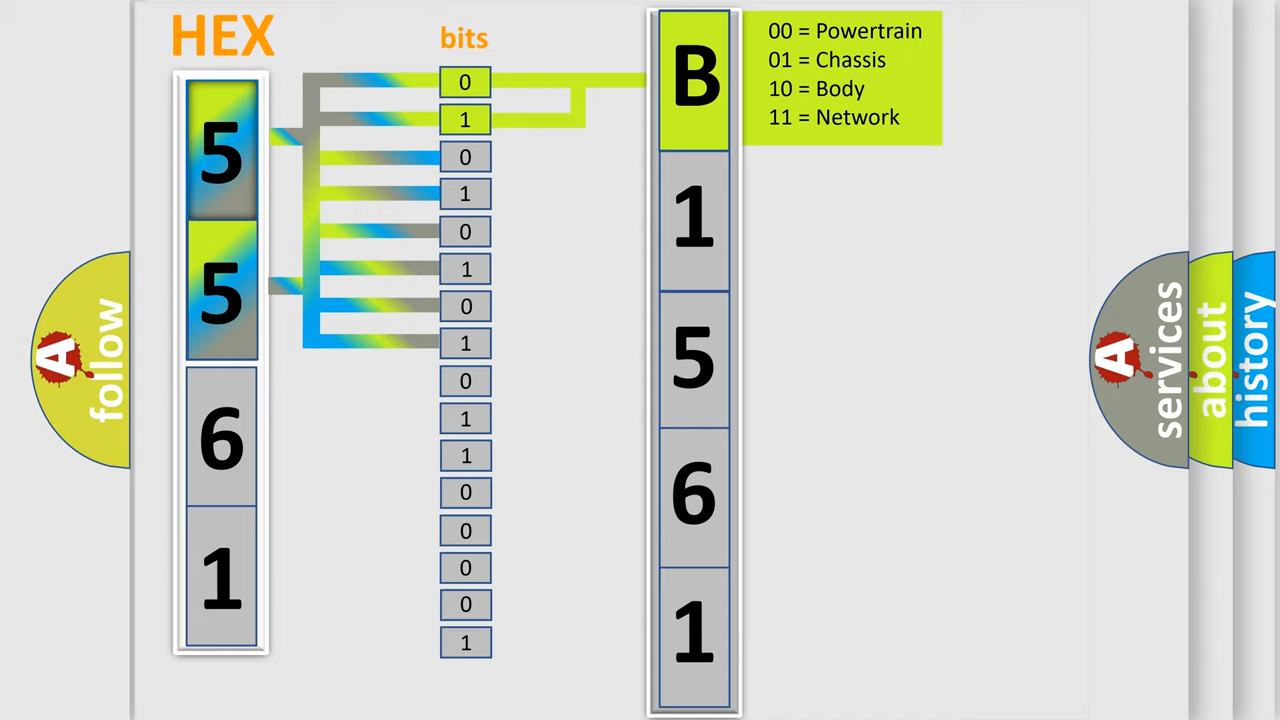 HEX
bits
5
5
6
1
0
1
0
1
0
1
0
1
0
1
1
0
0
0
0
1
B
1
5
6
1
00 = Powertrain
01 = Chassis
10 = Body
11 = Network
A
follow
A
services
about
history